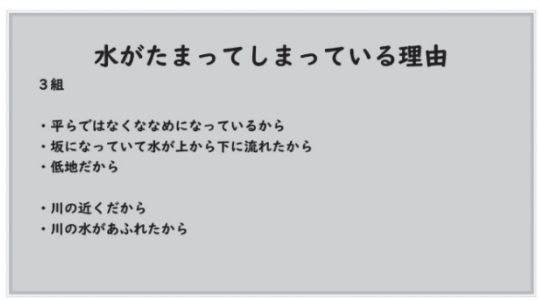 水がたまってしまっている理由
３組
・平らではなくななめになっているから
・坂になっていて水が上から下に流れたから
・低地だから
・川の近くだから
・川の水があふれたから